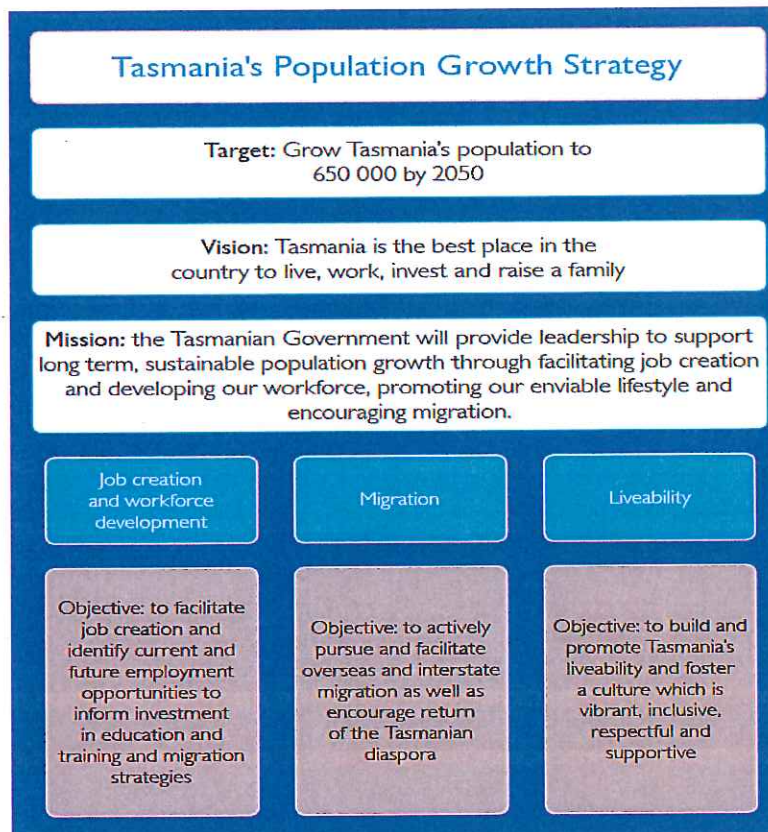 Tasmania's Population Growth Strategy
Target: Grow Tasmania's population to
650 000 by 2050
Vision: Tasmania is the best place in the
country to live, work, invest and raise a family
Mission: the Tasmanian Government will provide leadership to support
long term, sustainable population growth through facilitating job creation
and developing our workforce, promoting our enviable lifestyle and
encouraging migration.
Job creation
and workforce
development
Objective: to facilitate
job creation and
identify current and
future employment
opportunities to
inform investment
in education and
training and migration
strategies
Migration
Objective: to actively
pursue and facilitate
overseas and interstate
migration as well as
encourage return
of the Tasmanian
diaspora
Liveability
Objective: to build and
promote Tasmania's
liveability and foster
a culture which is
vibrant, inclusive,
respectful and
supportive